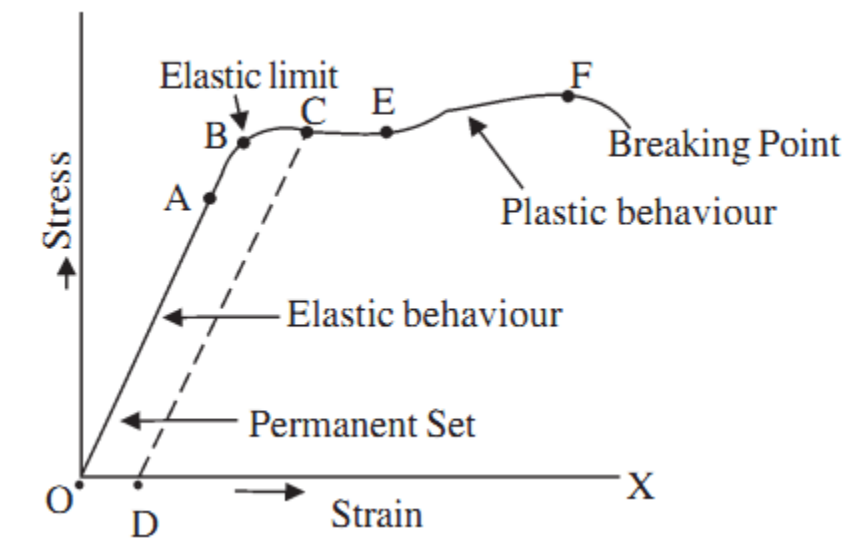 Elastic limit
F
E
C
B
Breaking Point
A
Plastic behaviour
Stress
Elastic behaviour
Permanent Set
O
D
Strain
X